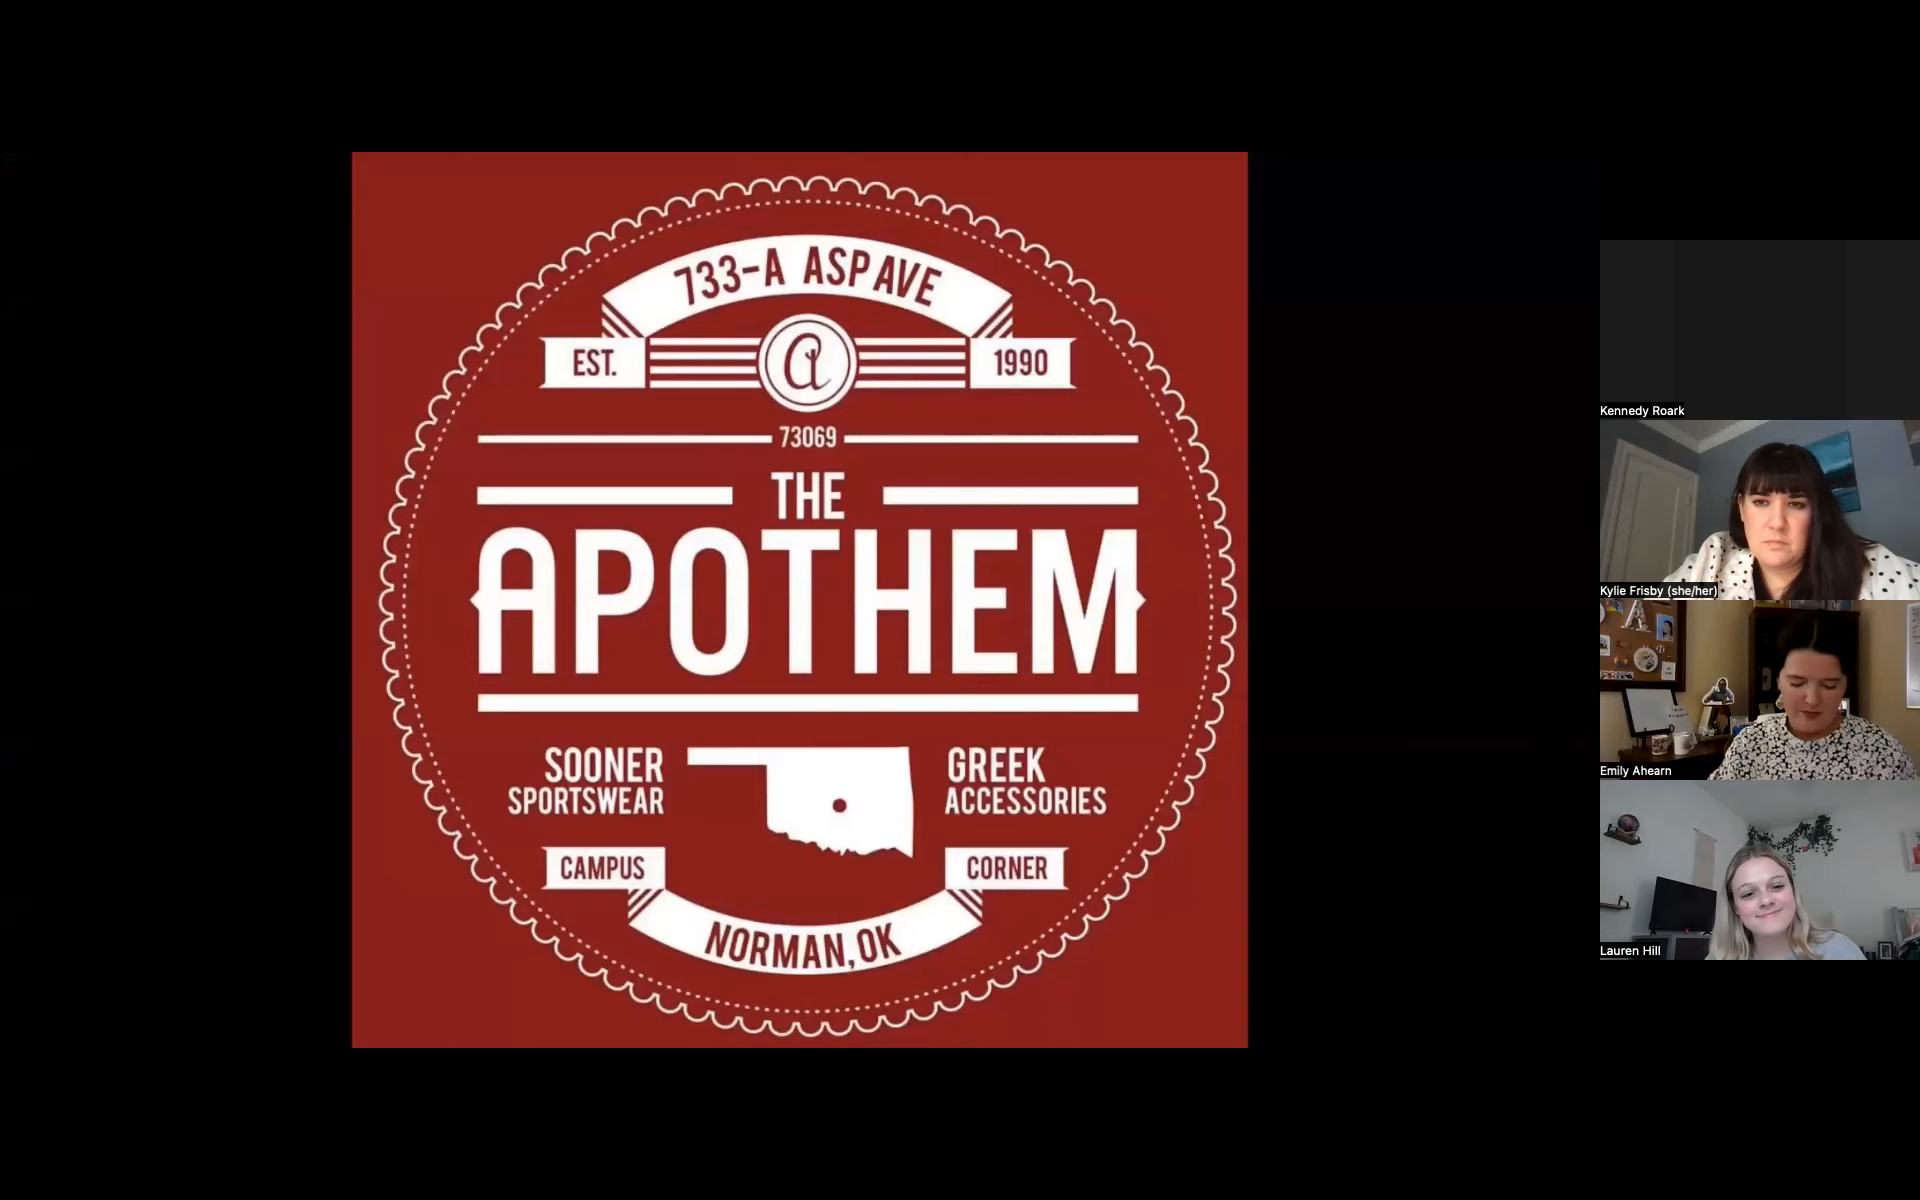 733-A ASP AVE
EST.
a
1990
73069
THE
APOTHEM
SOONER
SPORTSWEAR
GREEK
ACCESSORIES
CAMPUS
CORNER
NORMAN, OK
Kennedy Roark
Kylie Frisby (she/her)
A
Emily Ahearn
Lauren Hill